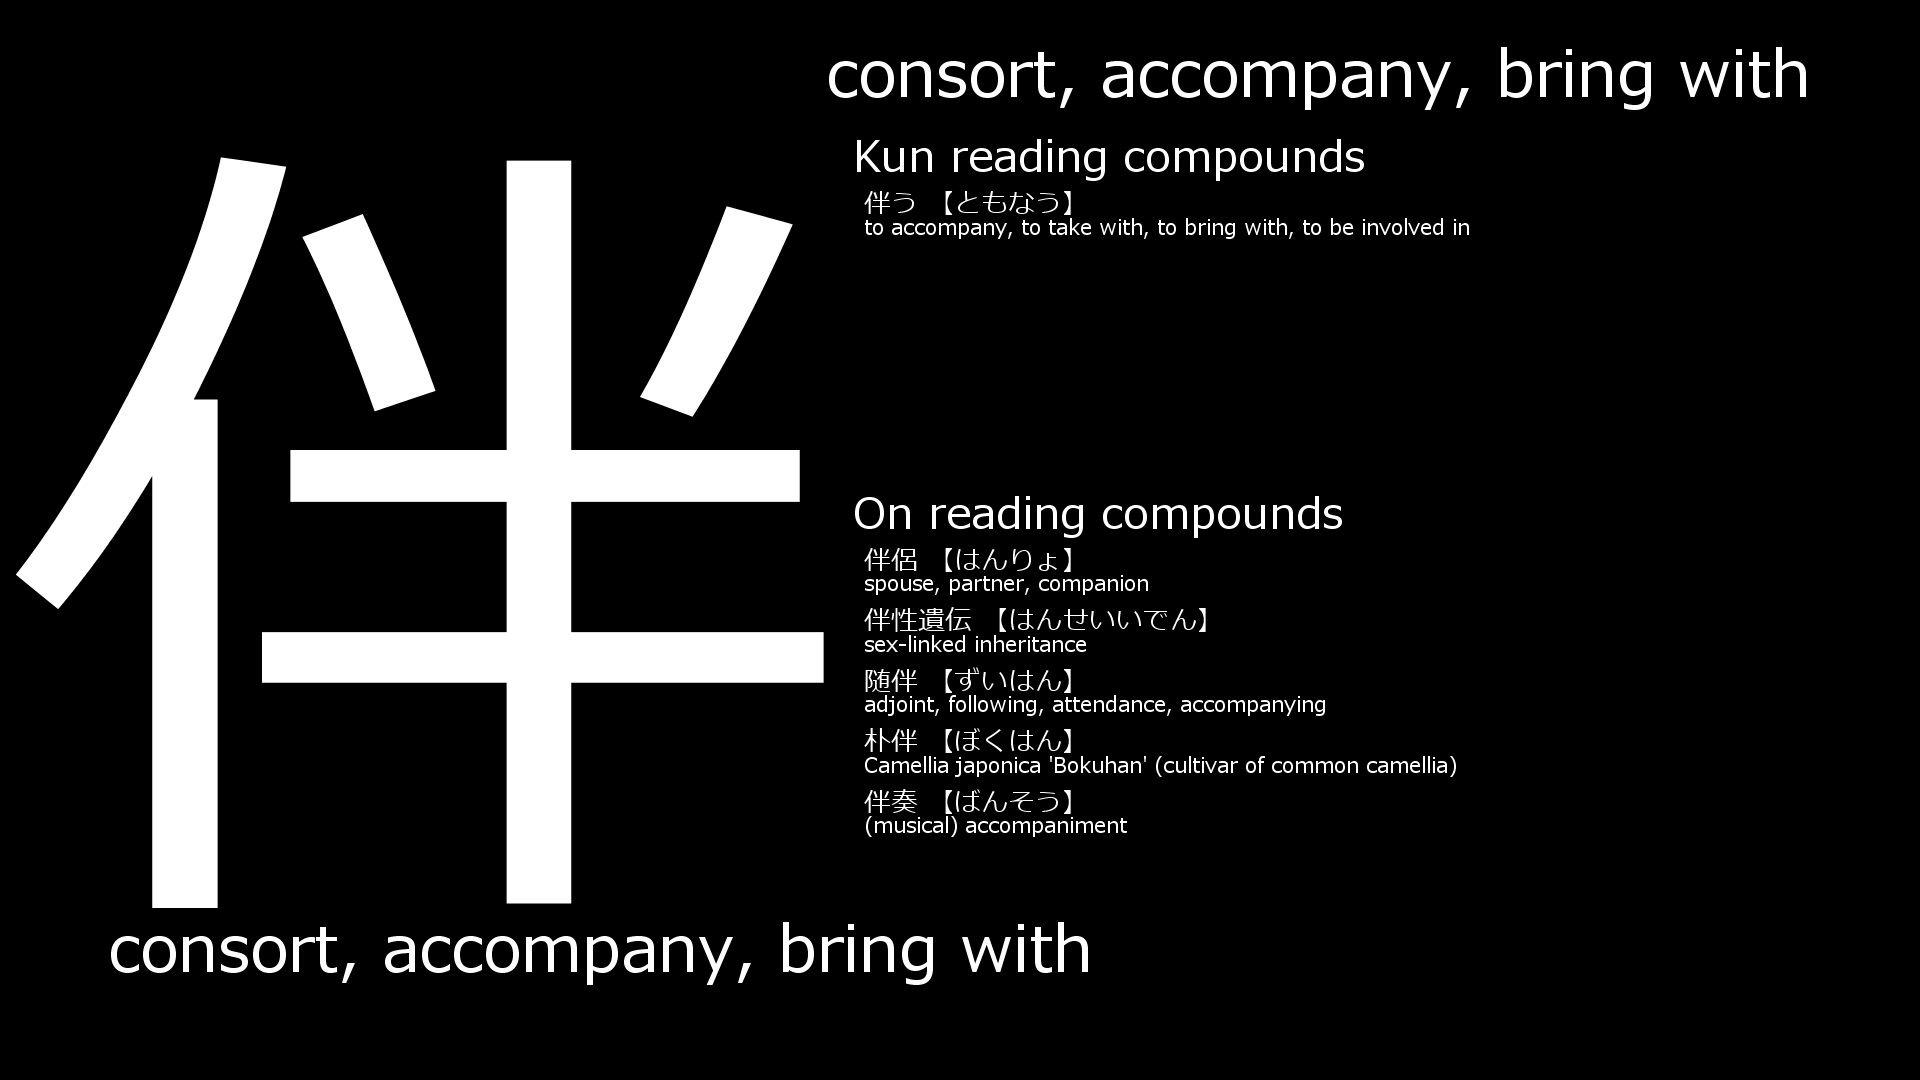 伴
consort, accompany, bring with
Kun reading compounds
伴う 【ともなう】
to accompany, to take with, to bring with, to be involved in
On reading compounds
伴侶 【はんりょ】
spouse, partner, companion
伴性遺伝 【はんせいいでん】
sex-linked inheritance
随伴 【ずいはん】
adjoint, following, attendance, accompanying
朴伴 【ぼくはん】
Camellia japonica 'Bokuhan' (cultivar of common camellia)
伴奏 【ばんそう】
(musical) accompaniment
consort, accompany, bring with